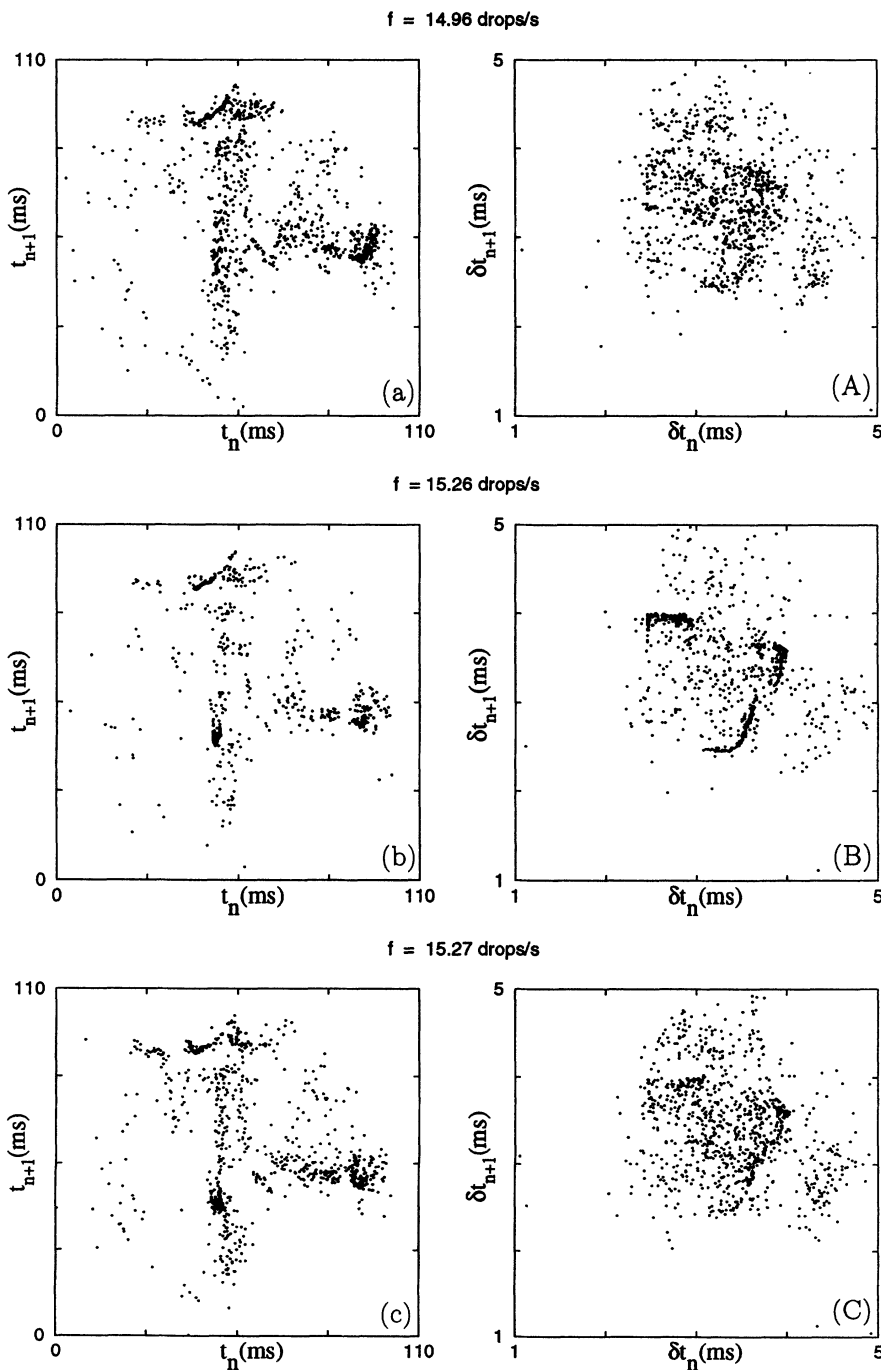 f = 14.96 drops/s
110
t_{n+1}(ms)
(a)
0
0
t_n(ms)
110
5
δt_{n+1}(ms)
(A)
1
1
δt_n(ms)
5
f = 15.26 drops/s
110
t_{n+1}(ms)
(b)
0
0
t_n(ms)
110
5
δt_{n+1}(ms)
(B)
1
1
δt_n(ms)
5
f = 15.27 drops/s
110
t_{n+1}(ms)
(c)
0
0
t_n(ms)
110
5
δt_{n+1}(ms)
(C)
1
1
δt_n(ms)
5